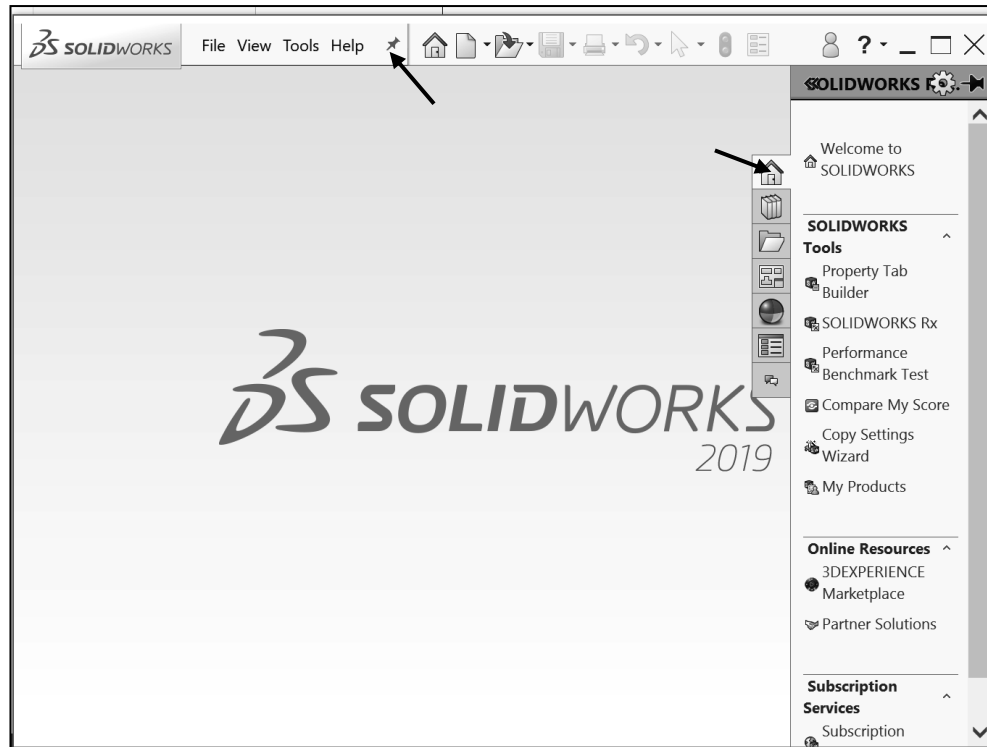 SOLIDWORKS
File View Tools Help
?
SOLIDWORKS
Welcome to
SOLIDWORKS
SOLIDWORKS
Tools
Property Tab
Builder
SOLIDWORKS Rx
Performance
Benchmark Test
Compare My Score
Copy Settings
Wizard
My Products
Online Resources
3DEXPERIENCE
Marketplace
Partner Solutions
Subscription
Services
Subscription
SOLIDWORKS
2019